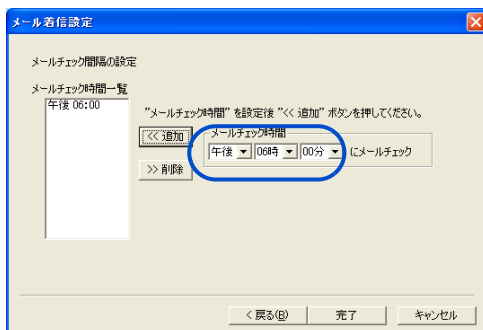 メール着信設定
メールチェック間隔の設定
メールチェック時間一覧
午後 06:00
"メールチェック時間" を設定後 "<< 追加" ボタンを押してください。
<< 追加
メールチェック時間
午後 06時 00分 にメールチェック
>> 削除
< 戻る(B) 完了 キャンセル